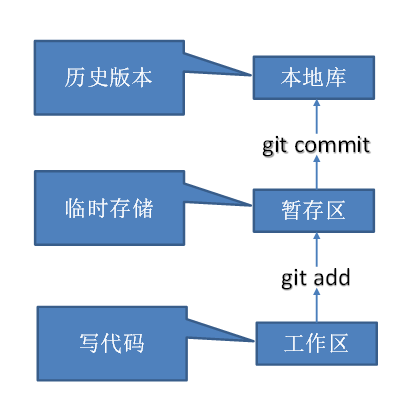 历史版本
本地库
git commit
临时存储
暂存区
git add
写代码
工作区